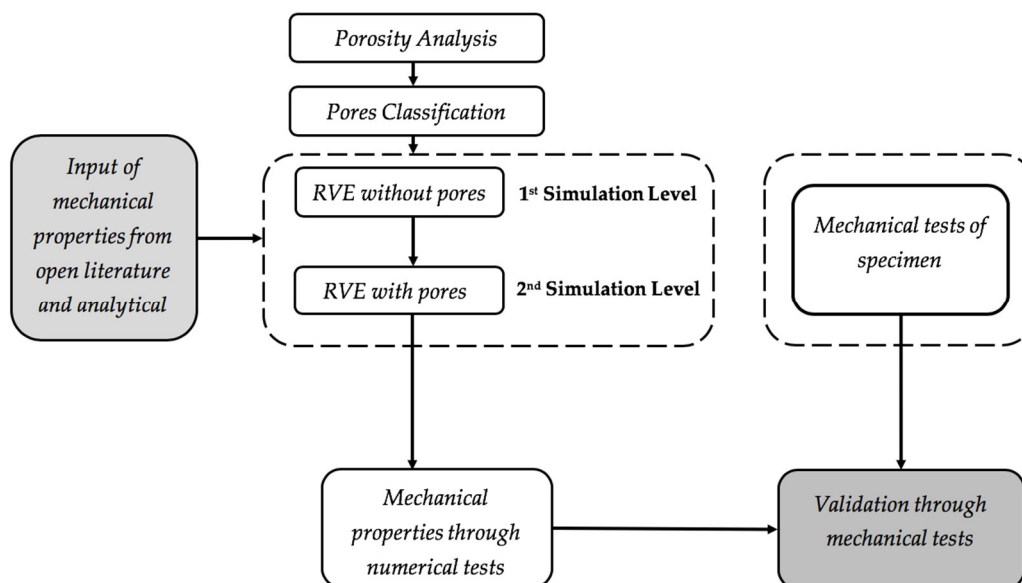 Porosity Analysis
Pores Classification
Input of
mechanical
properties from
open literature
and analytical
RVE without pores
1st Simulation Level
RVE with pores
2nd Simulation Level
Mechanical tests of
specimen
Mechanical
properties through
numerical tests
Validation through
mechanical tests